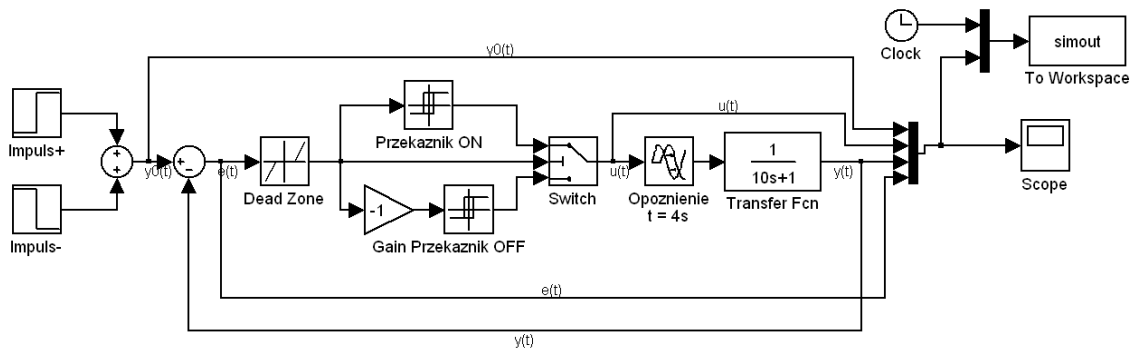 y0(t)
Clock
simout
To Workspace
Impuls+
Przekaznik ON
u(t)
+
+
y0(t)
+
−
e(t)
Dead Zone
Switch
u(t)
Opoznienie
t = 4s
1
10s+1
Transfer Fcn
y(t)
Scope
Impuls-
-1
Gain
Przekaznik OFF
e(t)
y(t)